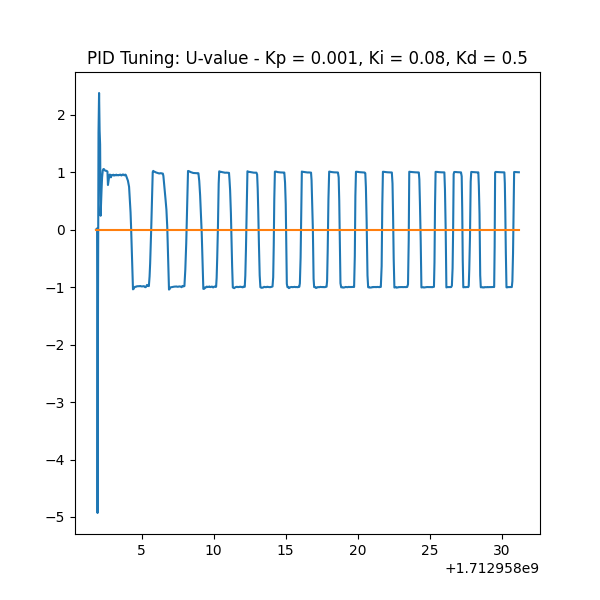 PID Tuning: U-value - Kp = 0.001, Ki = 0.08, Kd = 0.5
2
1
0
−1
−2
−3
−4
−5
5 10 15 20 25 30
+1.712958e9